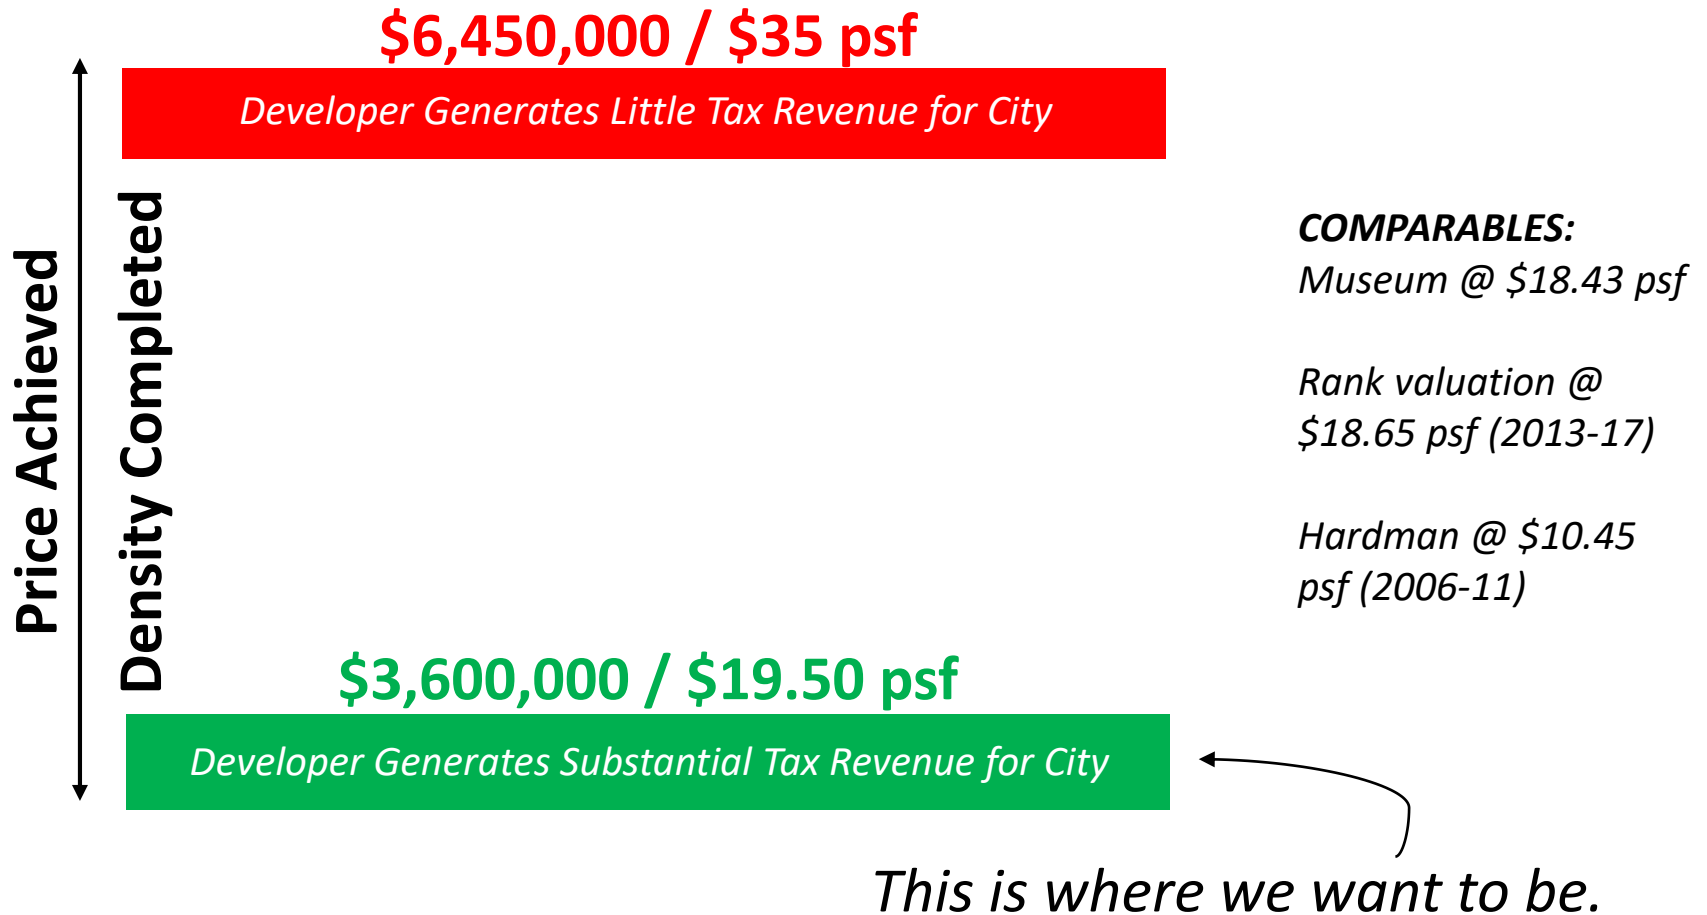 $6,450,000 / $35 psf
Developer Generates Little Tax Revenue for City
Price Achieved
Density Completed
COMPARABLES:
Museum @ $18.43 psf
Rank valuation @
$18.65 psf (2013-17)
Hardman @ $10.45
psf (2006-11)
$3,600,000 / $19.50 psf
Developer Generates Substantial Tax Revenue for City
This is where we want to be.